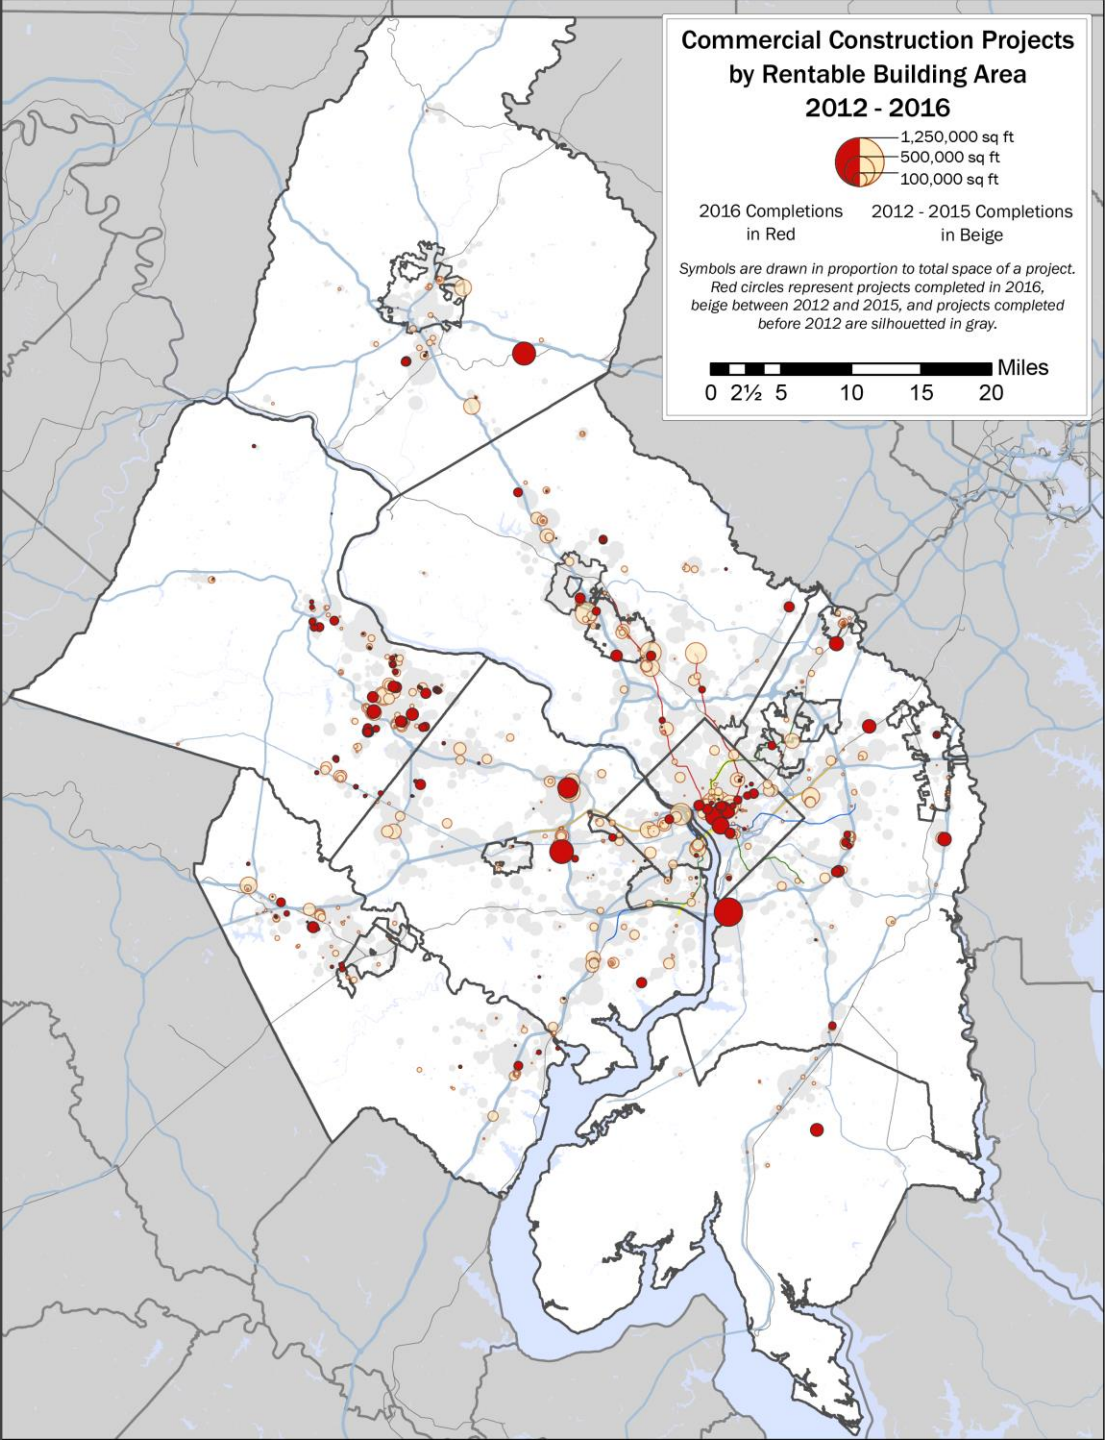 Commercial Construction Projects
by Rentable Building Area
2012 - 2016
1,250,000 sq ft
500,000 sq ft
100,000 sq ft
2016 Completions
in Red
2012 - 2015 Completions
in Beige
Symbols are drawn in proportion to total space of a project.
Red circles represent projects completed in 2016,
beige between 2012 and 2015, and projects completed
before 2012 are silhouetted in gray.
Miles
0 2½ 5 10 15 20